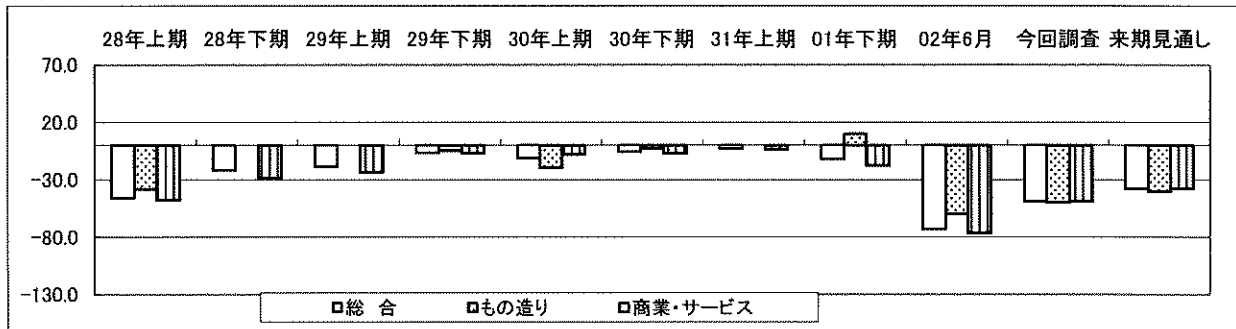 28年上期 28年下期 29年上期 29年下期 30年上期 30年下期 31年上期 01年下期 02年6月 今回調査 来期見通し
70.0
20.0
-30.0
-80.0
-130.0
総 合 もの造り 商業・サービス